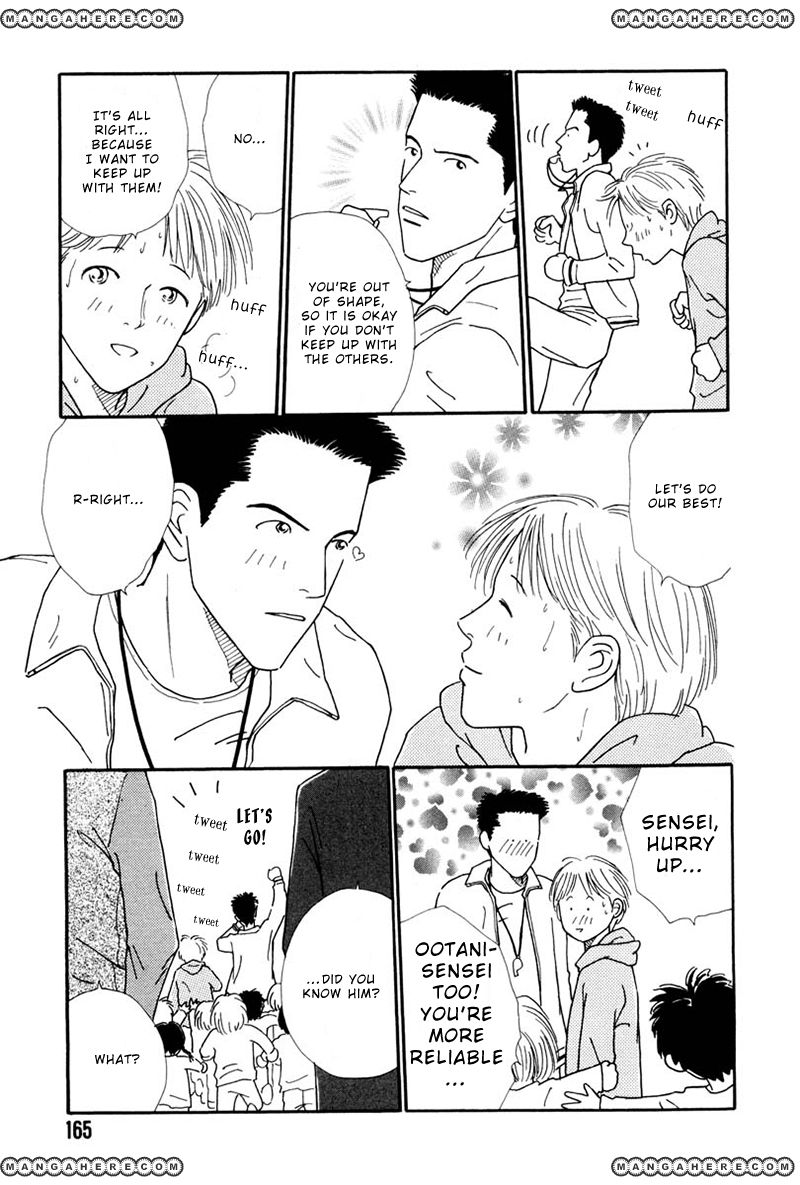 MANGAHERE.COM
MANGAHERE.COM
tweet
tweet
huff
huff
YOU'RE OUT
OF SHAPE,
SO IT IS OKAY
IF YOU DON'T
KEEP UP WITH
THE OTHERS.
NO...
IT'S ALL
RIGHT...
BECAUSE
I WANT TO
KEEP UP
WITH THEM!
huff
huff...
LET'S DO
OUR BEST!
R-RIGHT...
SENSEI,
HURRY
UP...
OOTANI-
SENSEI
TOO!
YOU'RE
MORE
RELIABLE
...
LET'S
GO!
tweet
tweet
tweet
tweet
...DID YOU
KNOW HIM?
WHAT?
165
MANGAHERE.COM
MANGAHERE.COM